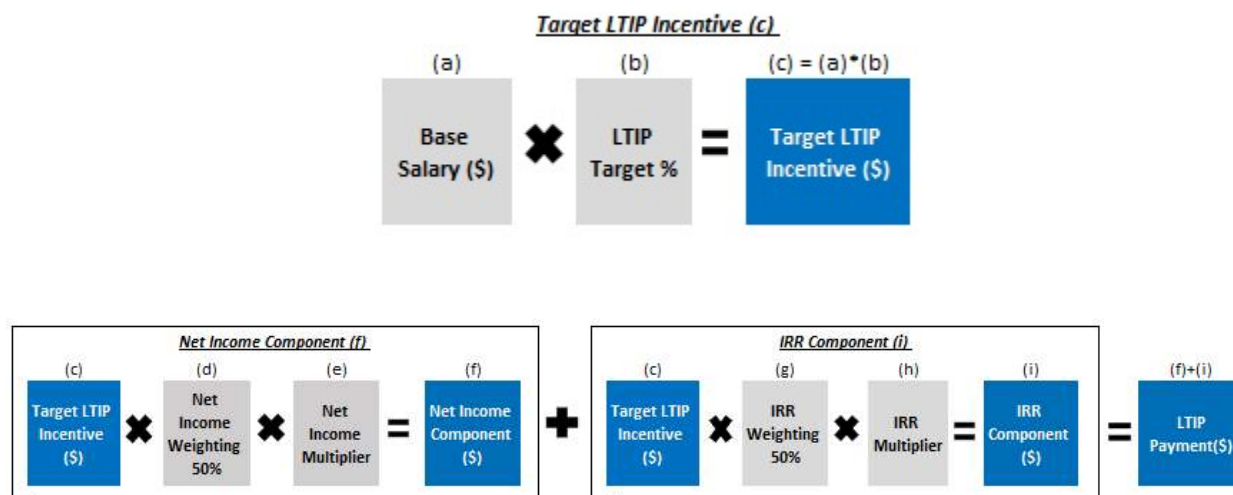 Target LTIP Incentive (c)
(a) (b) (c) = (a)*(b)
Base
Salary ($)
LTIP
Target %
Target LTIP
Incentive ($)
Net Income Component (f)
(c) (d) (e) (f)
Target LTIP
Incentive
($)
Net
Income
Weighting
50%
Net
Income
Multiplier
Net Income
Component
($)
IRR Component (i)
(c) (g) (h) (i)
Target LTIP
Incentive
($)
IRR
Weighting
50%
IRR
Multiplier
IRR
Component
($)
(f)+(i)
LTIP
Payment($)